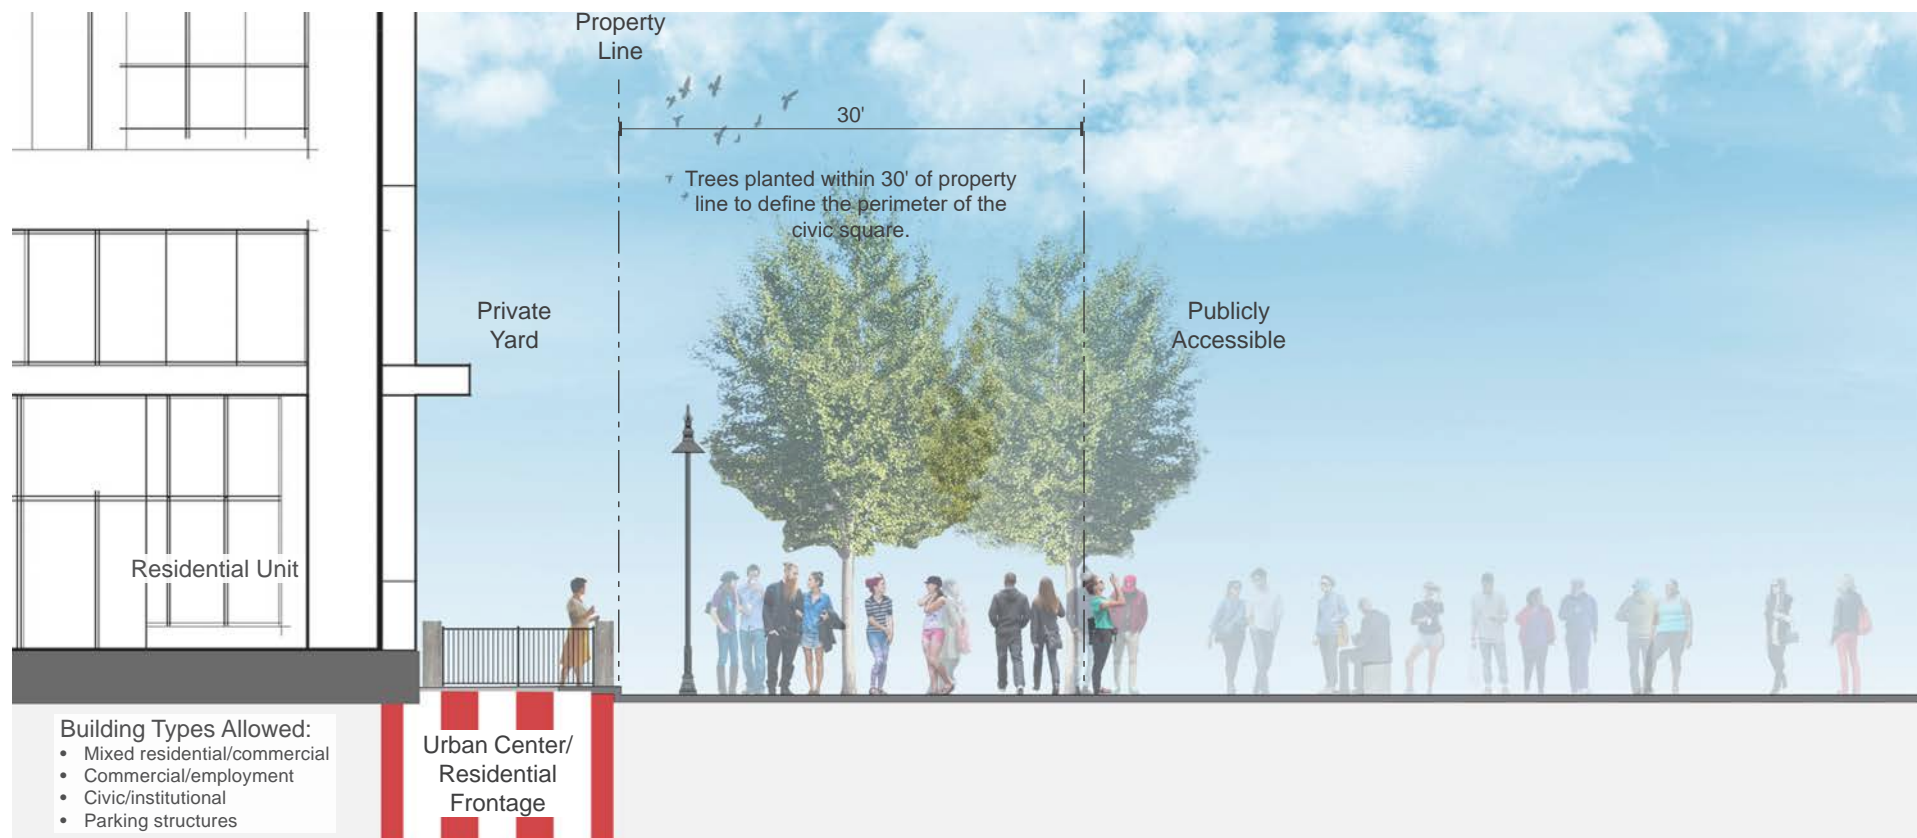 Property
Line
30'
Trees planted within 30' of property
line to define the perimeter of the
civic square.
Private
Yard
Publicly
Accessible
Residential Unit
Building Types Allowed:
• Mixed residential/commercial
• Commercial/employment
• Civic/institutional
• Parking structures
Urban Center/
Residential
Frontage